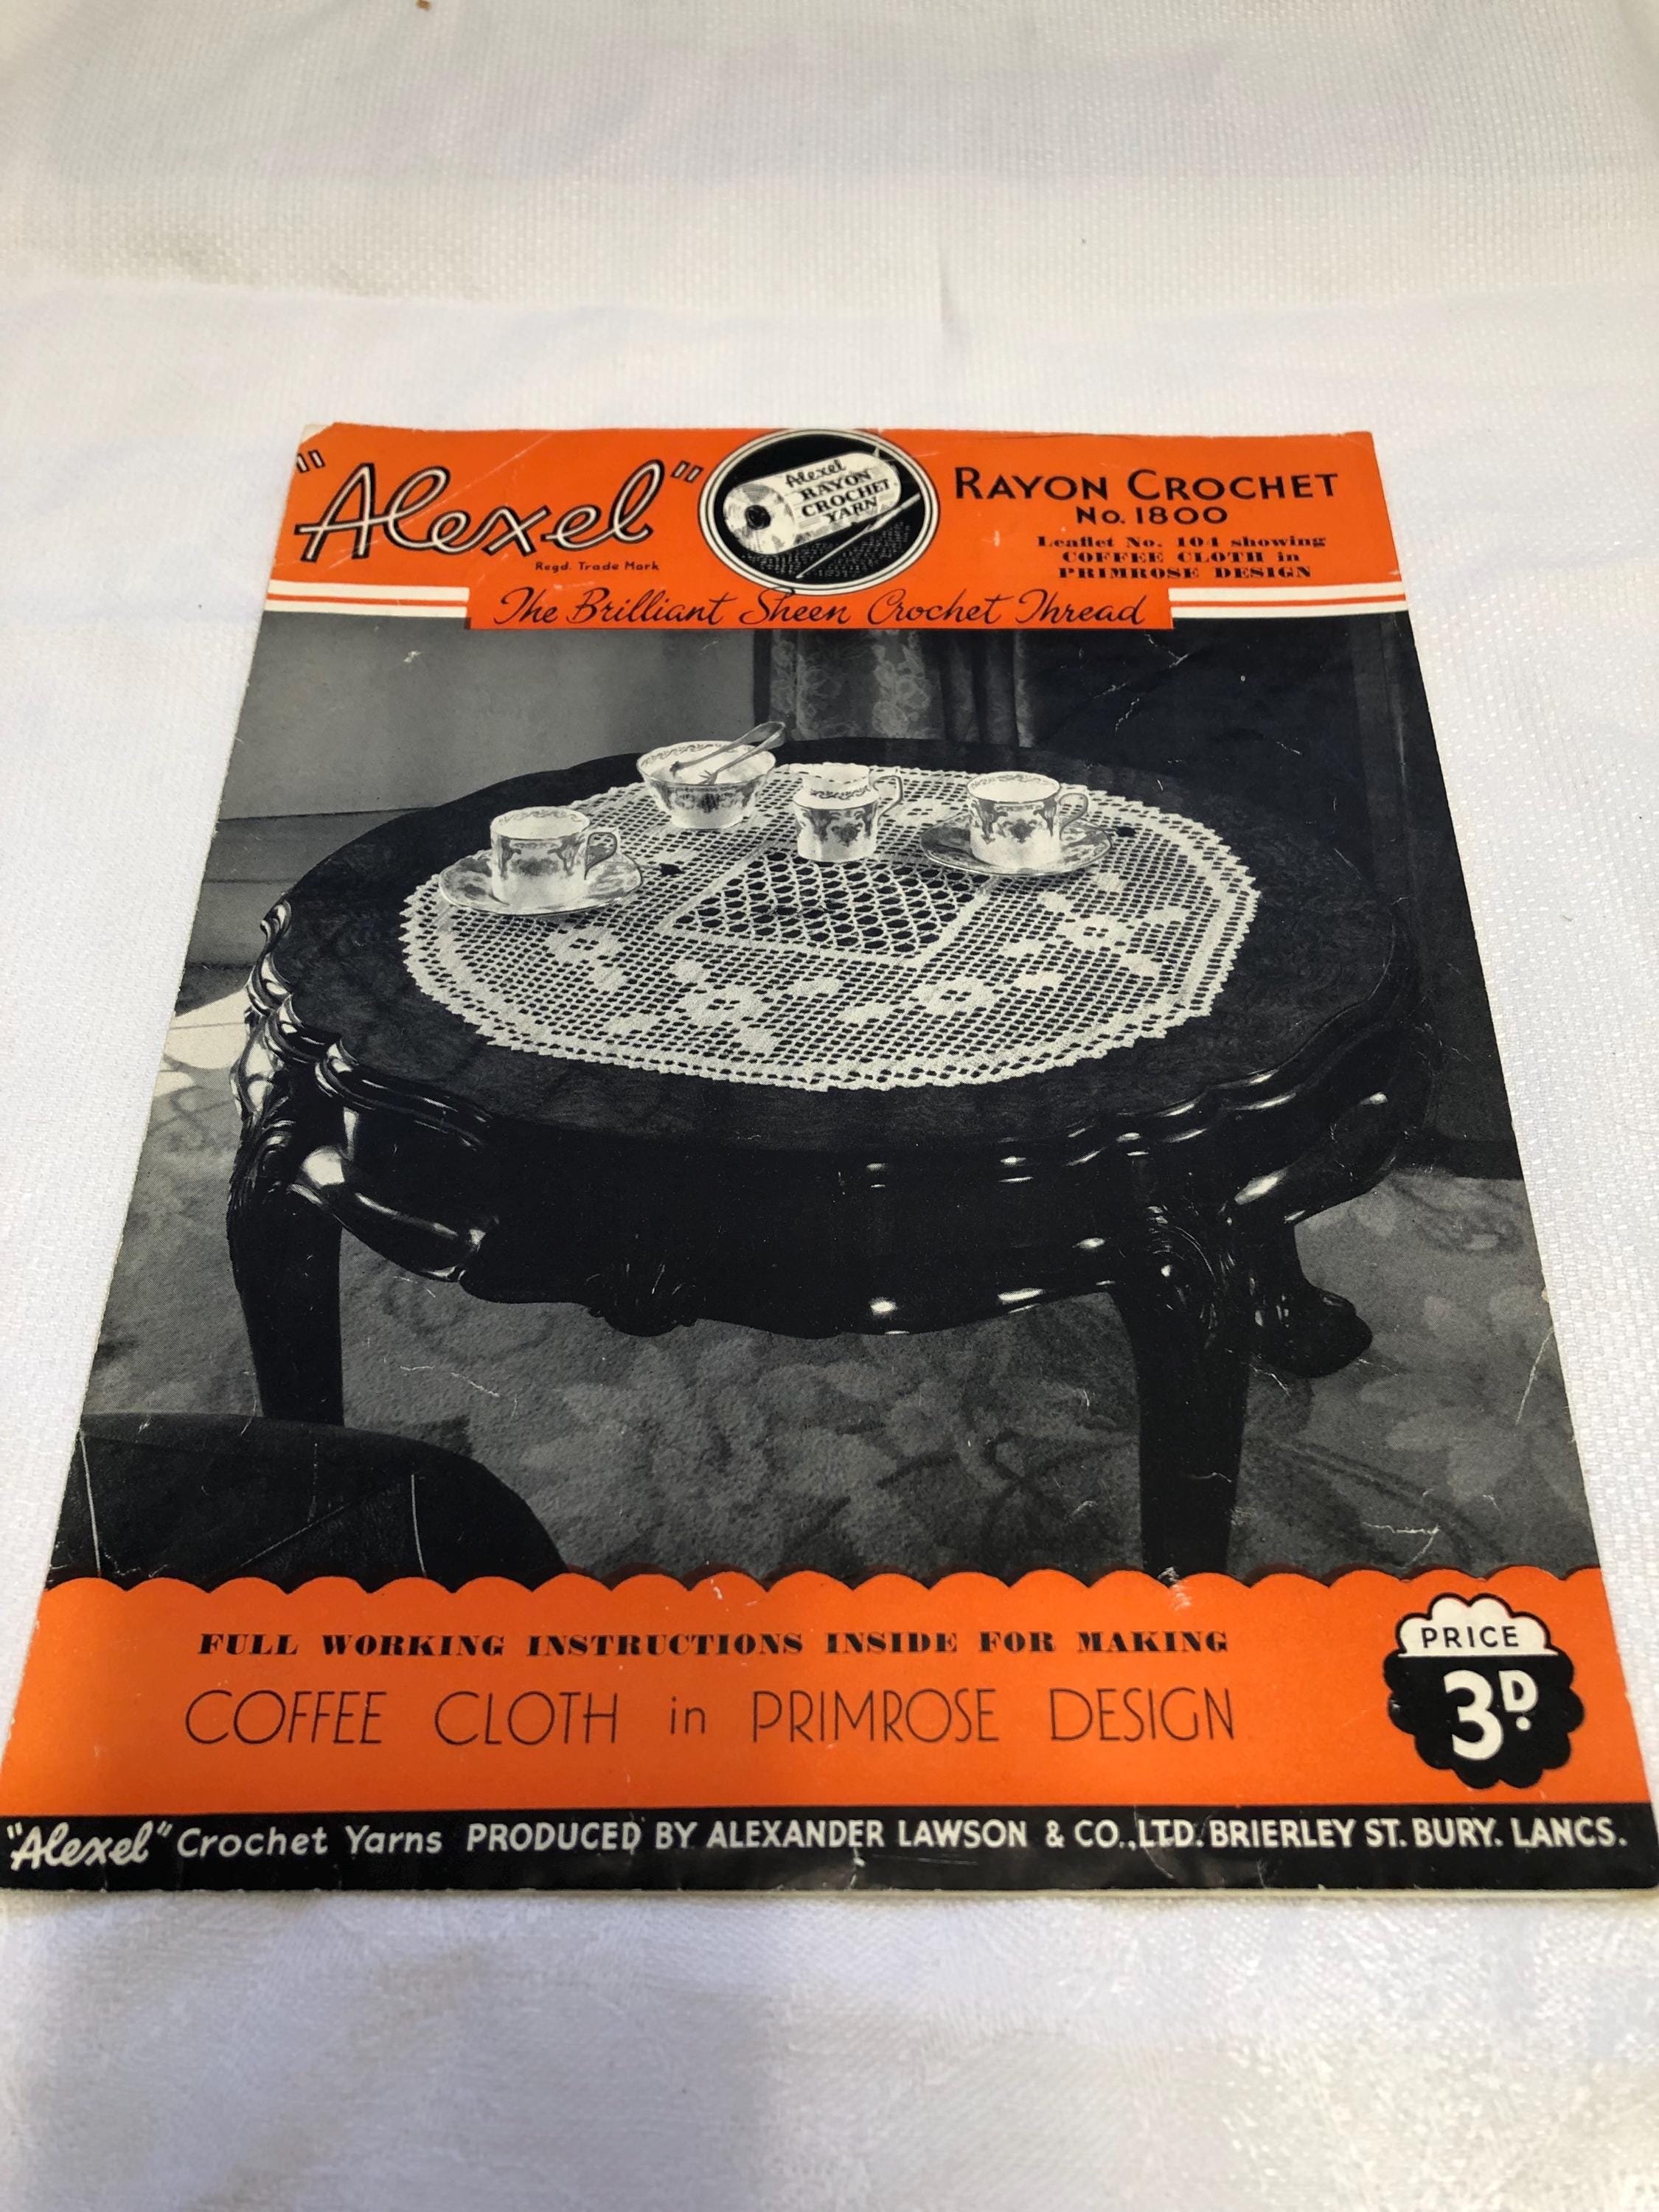 "Alexel"
Regd. Trade Mark
Alexel
RAYON
CROCHET
YARN
RAYON CROCHET
No. 1800
Leaflet No. 104 showing
COFFEE CLOTH in
PRIMROSE DESIGN
The Brilliant Sheen Crochet Thread
FULL WORKING INSTRUCTIONS INSIDE FOR MAKING
COFFEE CLOTH in PRIMROSE DESIGN
PRICE
3D.
"Alexel" Crochet Yarns PRODUCED BY ALEXANDER LAWSON & CO.,LTD. BRIERLEY ST. BURY. LANCS.